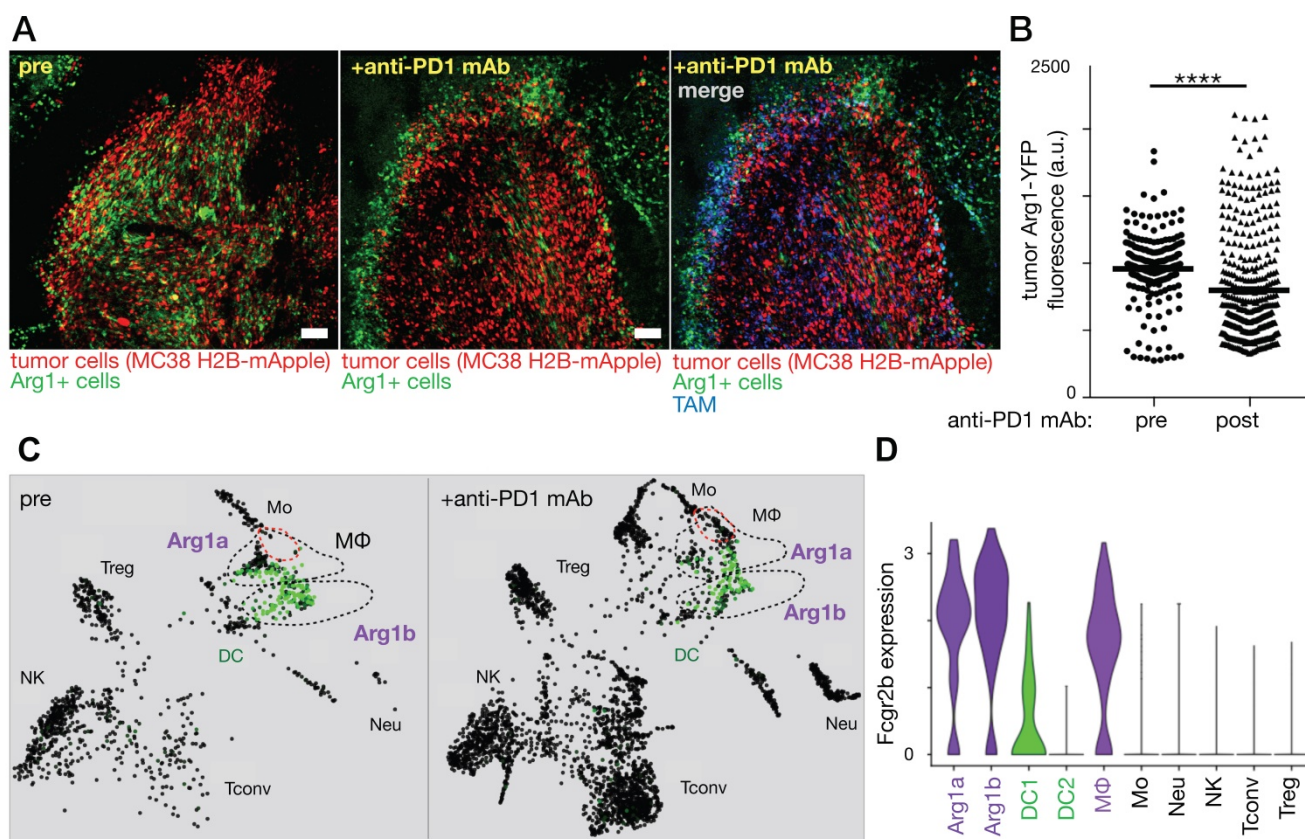 A
pre
+anti-PD1 mAb
+anti-PD1 mAb
merge
tumor cells (MC38 H2B-mApple)
Arg1+ cells
tumor cells (MC38 H2B-mApple)
Arg1+ cells
tumor cells (MC38 H2B-mApple)
Arg1+ cells
TAM
B
2500
****
tumor Arg1-YFP
fluorescence (a.u.)
0
anti-PD1 mAb: pre post
C
pre
Mo
Arg1a
MΦ
Treg
Arg1b
DC
NK
Neu
Tconv
+anti-PD1 mAb
Mo
MΦ
Arg1a
Treg
Arg1b
DC
NK
Neu
Tconv
D
Fcgr2b expression
3
0
Arg1a
Arg1b
DC1
DC2
MΦ
Mo
Neu
NK
Tconv
Treg